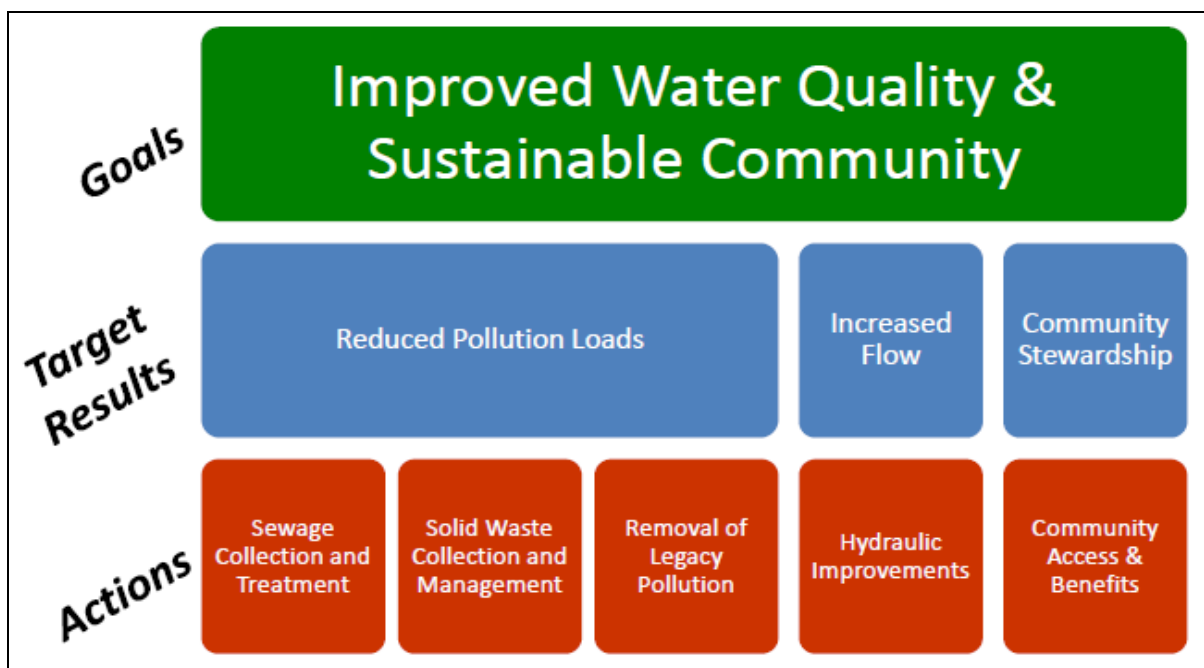 Goals
Improved Water Quality &
Sustainable Community
Target
Results
Reduced Pollution Loads
Increased
Flow
Community
Stewardship
Actions
Sewage
Collection and
Treatment
Solid Waste
Collection and
Management
Removal of
Legacy
Pollution
Hydraulic
Improvements
Community
Access &
Benefits